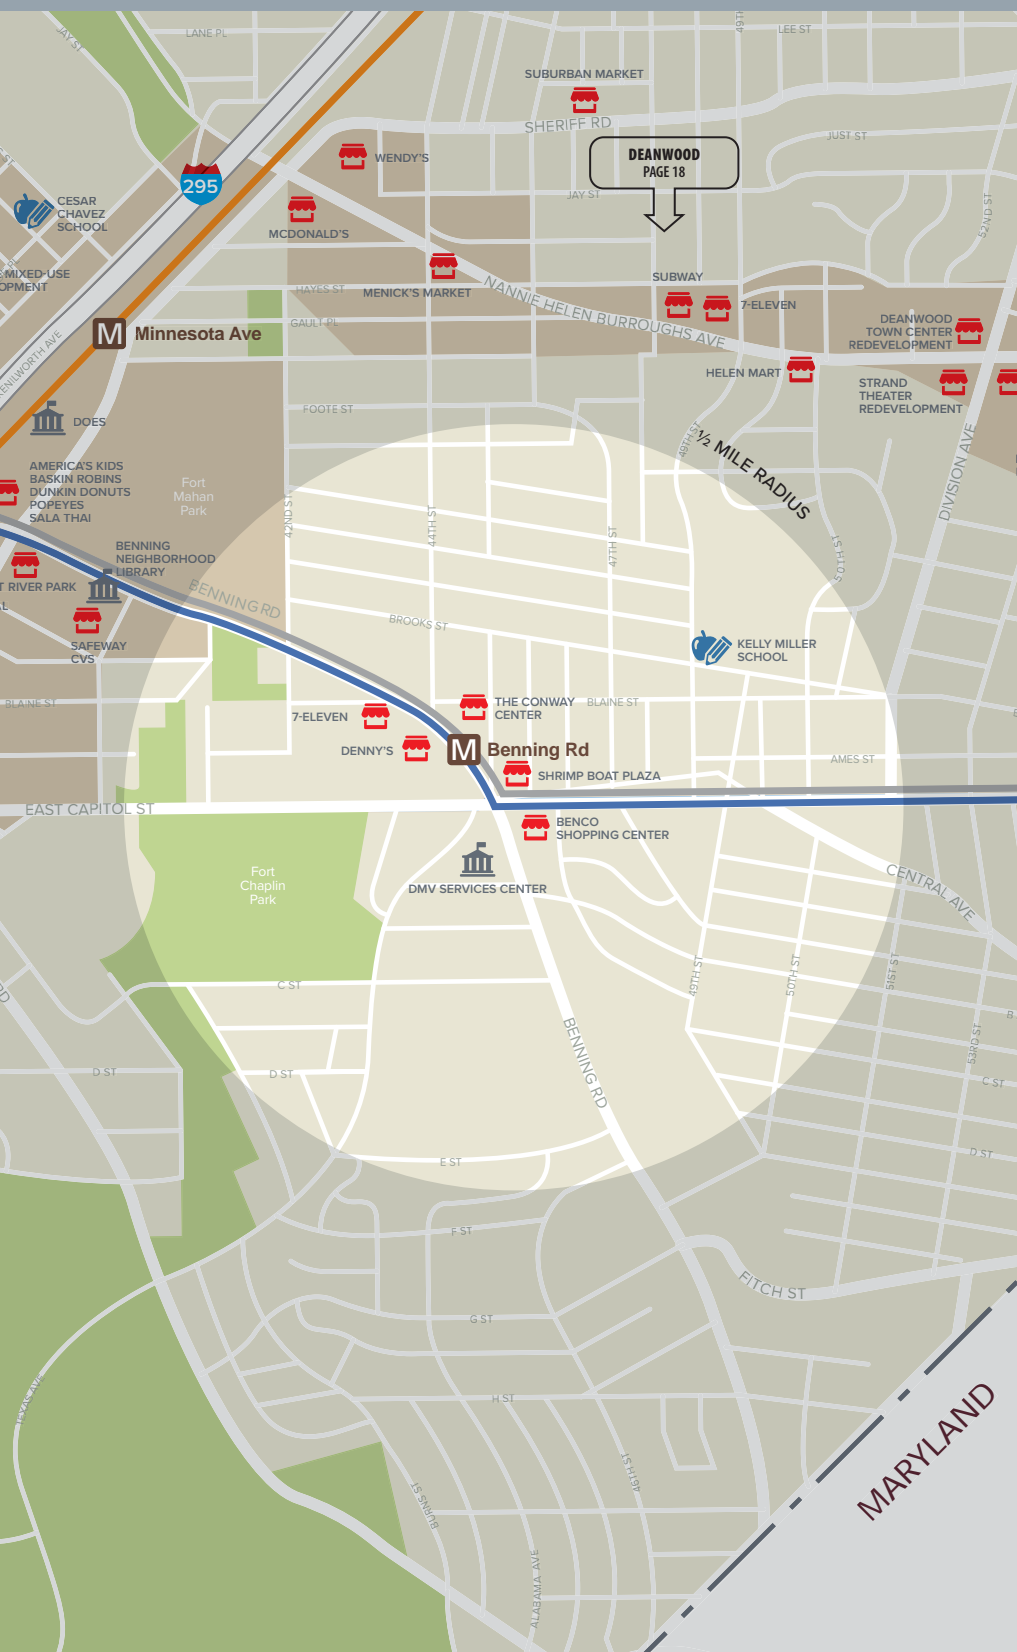 LANE PL
JAY ST
49TH
LEE ST
SUBURBAN MARKET
SHERIFF RD
JUST ST
WENDY'S
DEANWOOD
PAGE 18
295
JAY ST
CESAR
CHAVEZ
SCHOOL
52ND ST
MCDONALD'S
MIXED-USE
OPMENT
SUBWAY
HAYES ST
MENICK'S MARKET
NANNIE HELEN BURROUGHS AVE
7-ELEVEN
GAULT PL
M Minnesota Ave
DEANWOOD
TOWN CENTER
REDEVELOPMENT
KENILWORTH AVE
HELEN MART
STRAND
THEATER
REDEVELOPMENT
FOOTE ST
DOES
49TH ST
½ MILE RADIUS
DIVISION AVE
AMERICA'S KIDS
BASKIN ROBINS
DUNKIN DONUTS
POPEYES
SALA THAI
Fort
Mahan
Park
42ND ST
44TH ST
47TH ST
50TH ST
BENNING
NEIGHBORHOOD
LIBRARY
T RIVER PARK
L
BENNING RD
BROOKS ST
SAFEWAY
CVS
KELLY MILLER
SCHOOL
BLAINE ST
THE CONWAY
CENTER
BLAINE ST
7-ELEVEN
DENNY'S
M Benning Rd
AMES ST
SHRIMP BOAT PLAZA
EAST CAPITOL ST
BENCO
SHOPPING CENTER
Fort
Chaplin
Park
DMV SERVICES CENTER
CENTRAL AVE
49TH ST
50TH ST
51ST ST
C ST
RD
BENNING RD
B
53RD ST
D ST
D ST
C ST
E ST
D ST
F ST
FITCH ST
G ST
TEXAS AVE
H ST
MARYLAND
BURNS ST
46TH ST
ALABAMA AVE